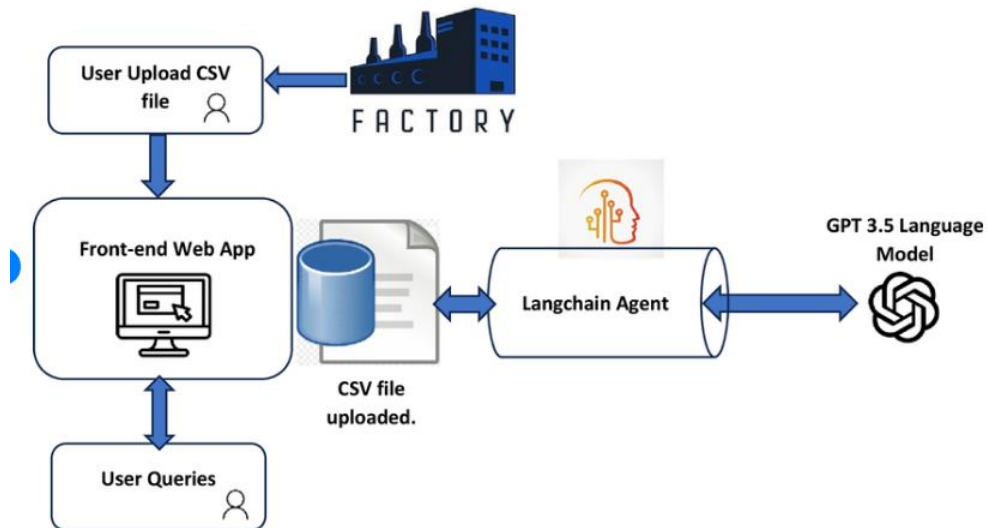 User Upload CSV
file
FACTORY
Front-end Web App
CSV file
uploaded.
Langchain Agent
GPT 3.5 Language
Model
User Queries